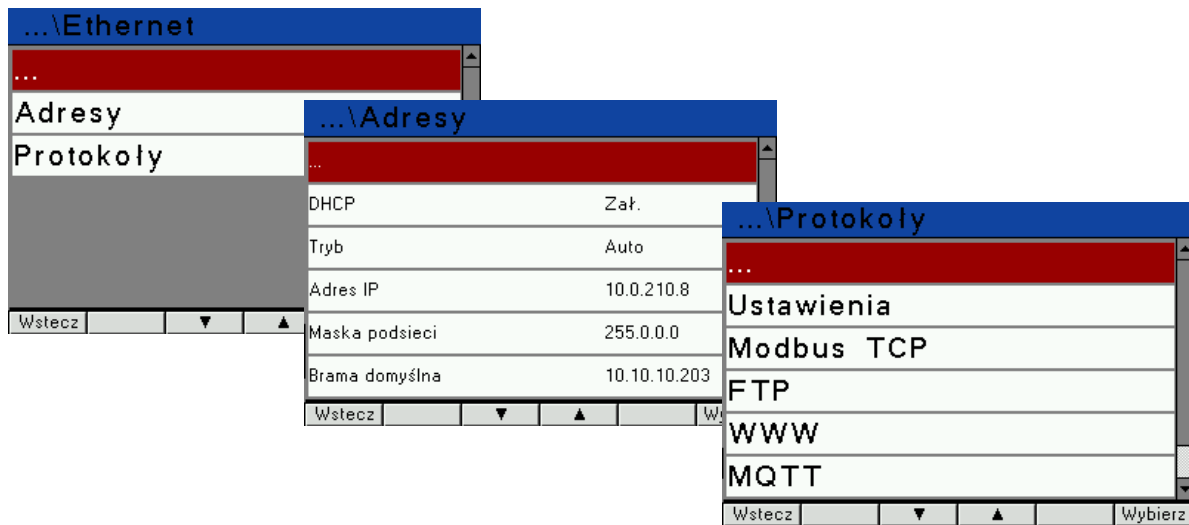 ...\Ethernet
...
Adresy
Protokoły
Wstecz ▼ ▲
...\Adresy
...
DHCP Zał.
Tryb Auto
Adres IP 10.0.210.8
Maska podsieci 255.0.0.0
Brama domyślna 10.10.10.203
Wstecz ▼ ▲
...\Protokoły
...
Ustawienia
Modbus TCP
FTP
WWW
MQTT
Wstecz ▼ ▲ Wybierz